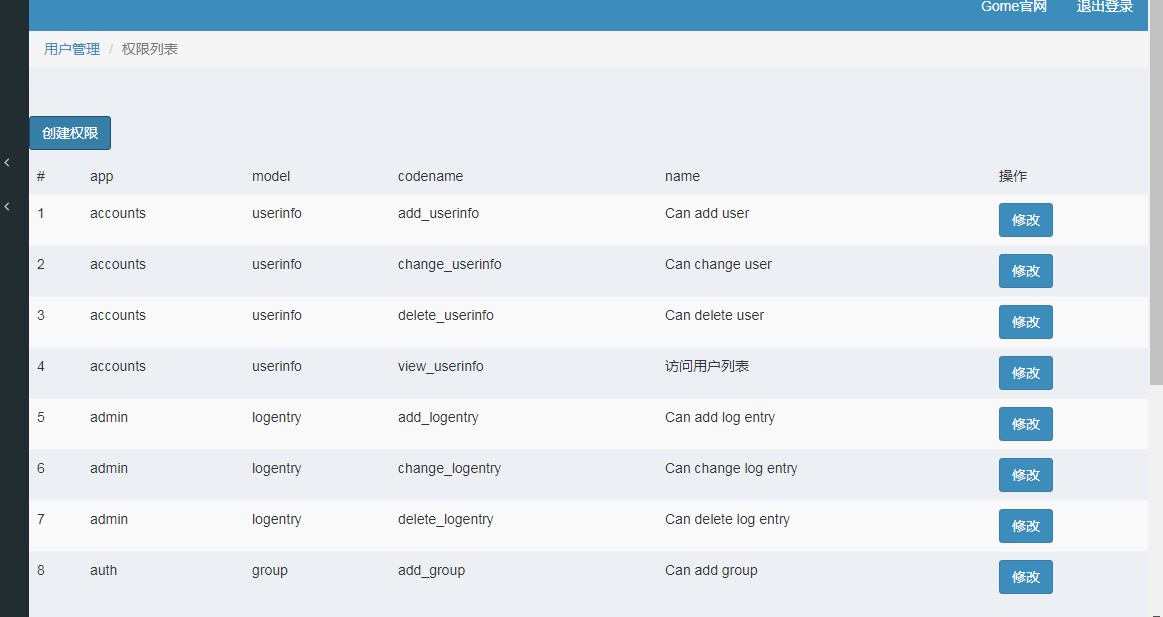 Gome官网 退出登录
用户管理 / 权限列表
创建权限
# app model codename name 操作
1 accounts userinfo add_userinfo Can add user 修改
2 accounts userinfo change_userinfo Can change user 修改
3 accounts userinfo delete_userinfo Can delete user 修改
4 accounts userinfo view_userinfo 访问用户列表 修改
5 admin logentry add_logentry Can add log entry 修改
6 admin logentry change_logentry Can change log entry 修改
7 admin logentry delete_logentry Can delete log entry 修改
8 auth group add_group Can add group 修改